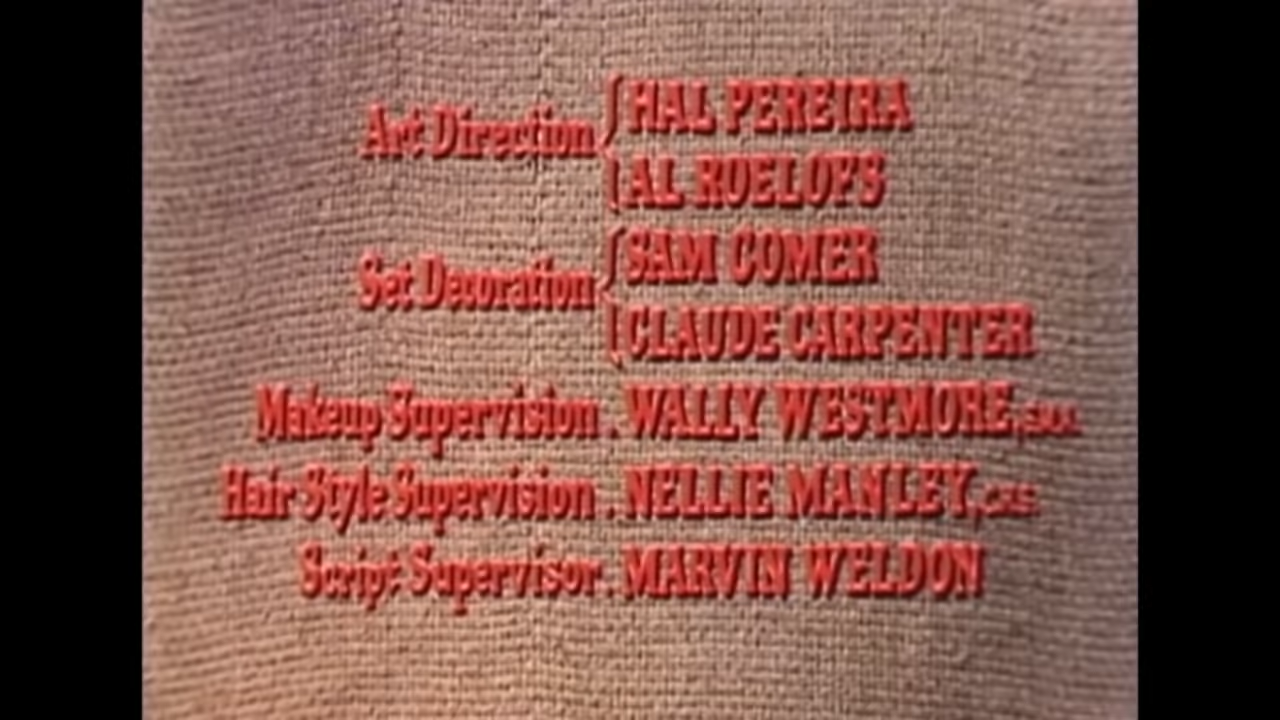 Art Direction
HAL PEREIRA
AL ROELOFS
Set Decoration
SAM COMER
CLAUDE CARPENTER
Makeup Supervision . WALLY WESTMORE,
Hair Style Supervision . NELLIE MANLEY,
Script Supervisor . MARVIN WELDON